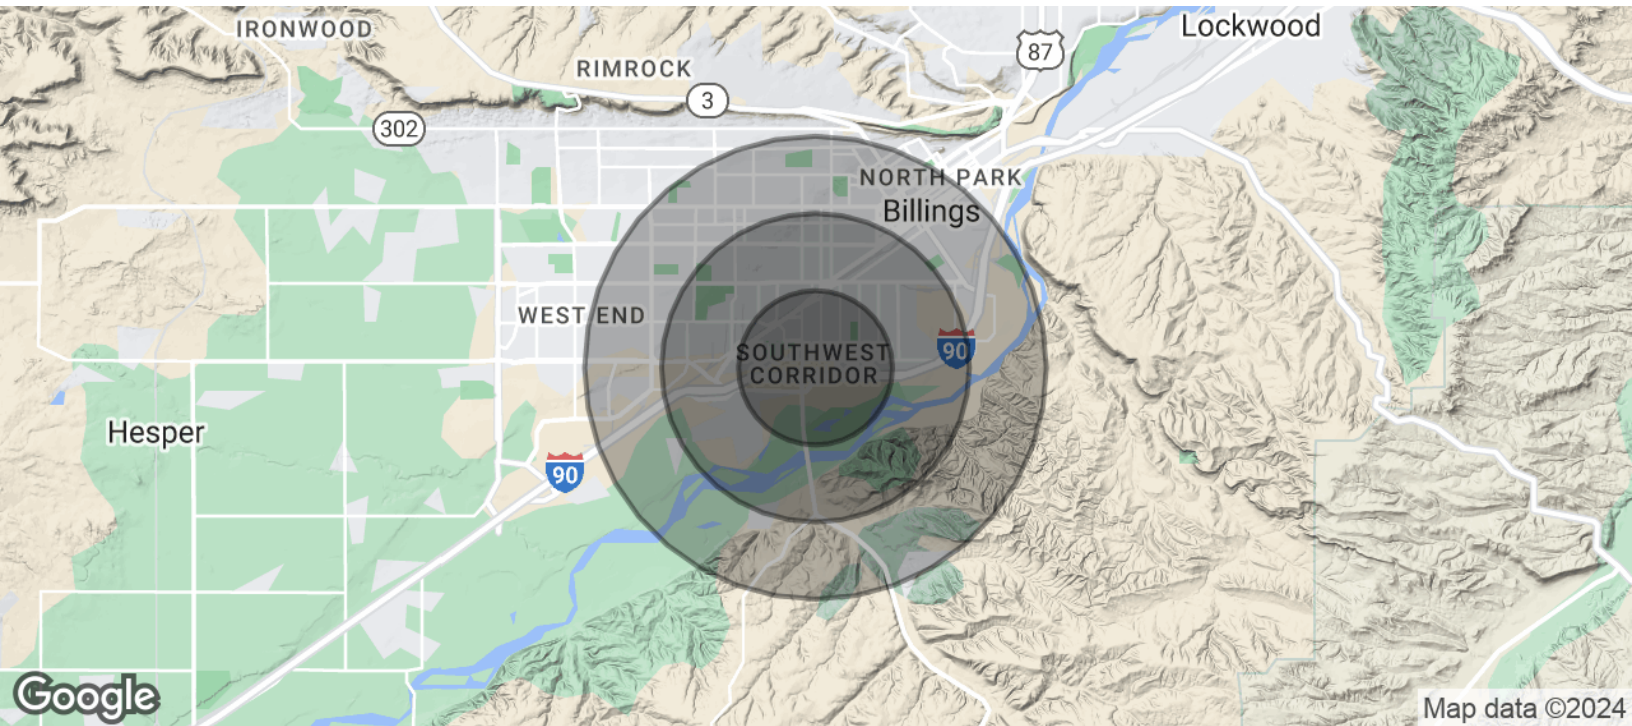 IRONWOOD
Lockwood
87
RIMROCK
3
302
NORTH PARK
Billings
WEST END
90
SOUTHWEST
CORRIDOR
Hesper
90
Google
Map data ©2024